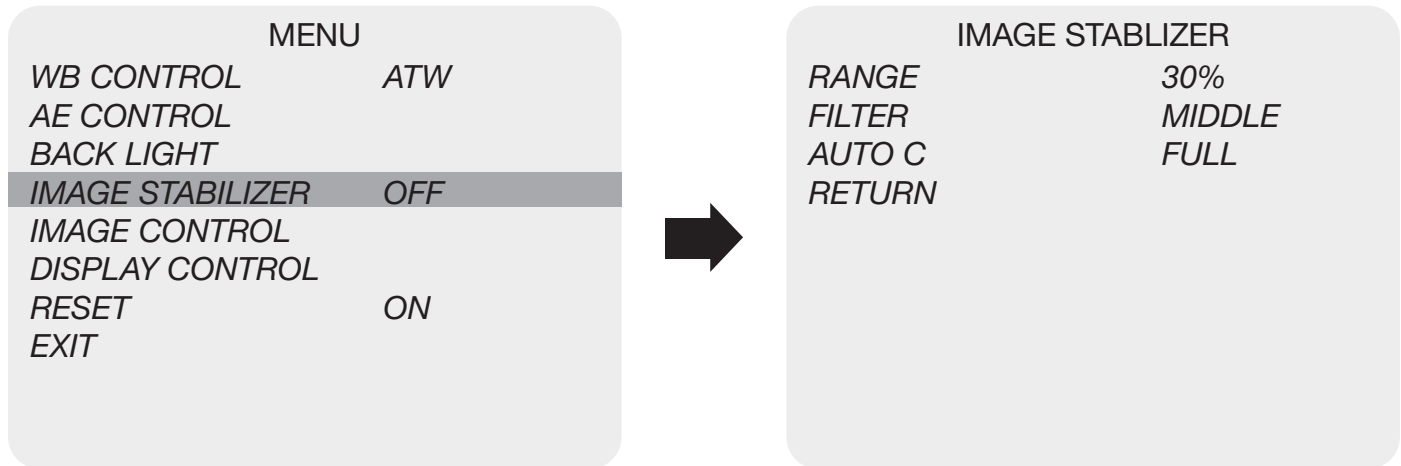 MENU
WB CONTROL ATW
AE CONTROL
BACK LIGHT
IMAGE STABILIZER OFF
IMAGE CONTROL
DISPLAY CONTROL
RESET ON
EXIT
IMAGE STABLIZER
RANGE 30%
FILTER MIDDLE
AUTO C FULL
RETURN